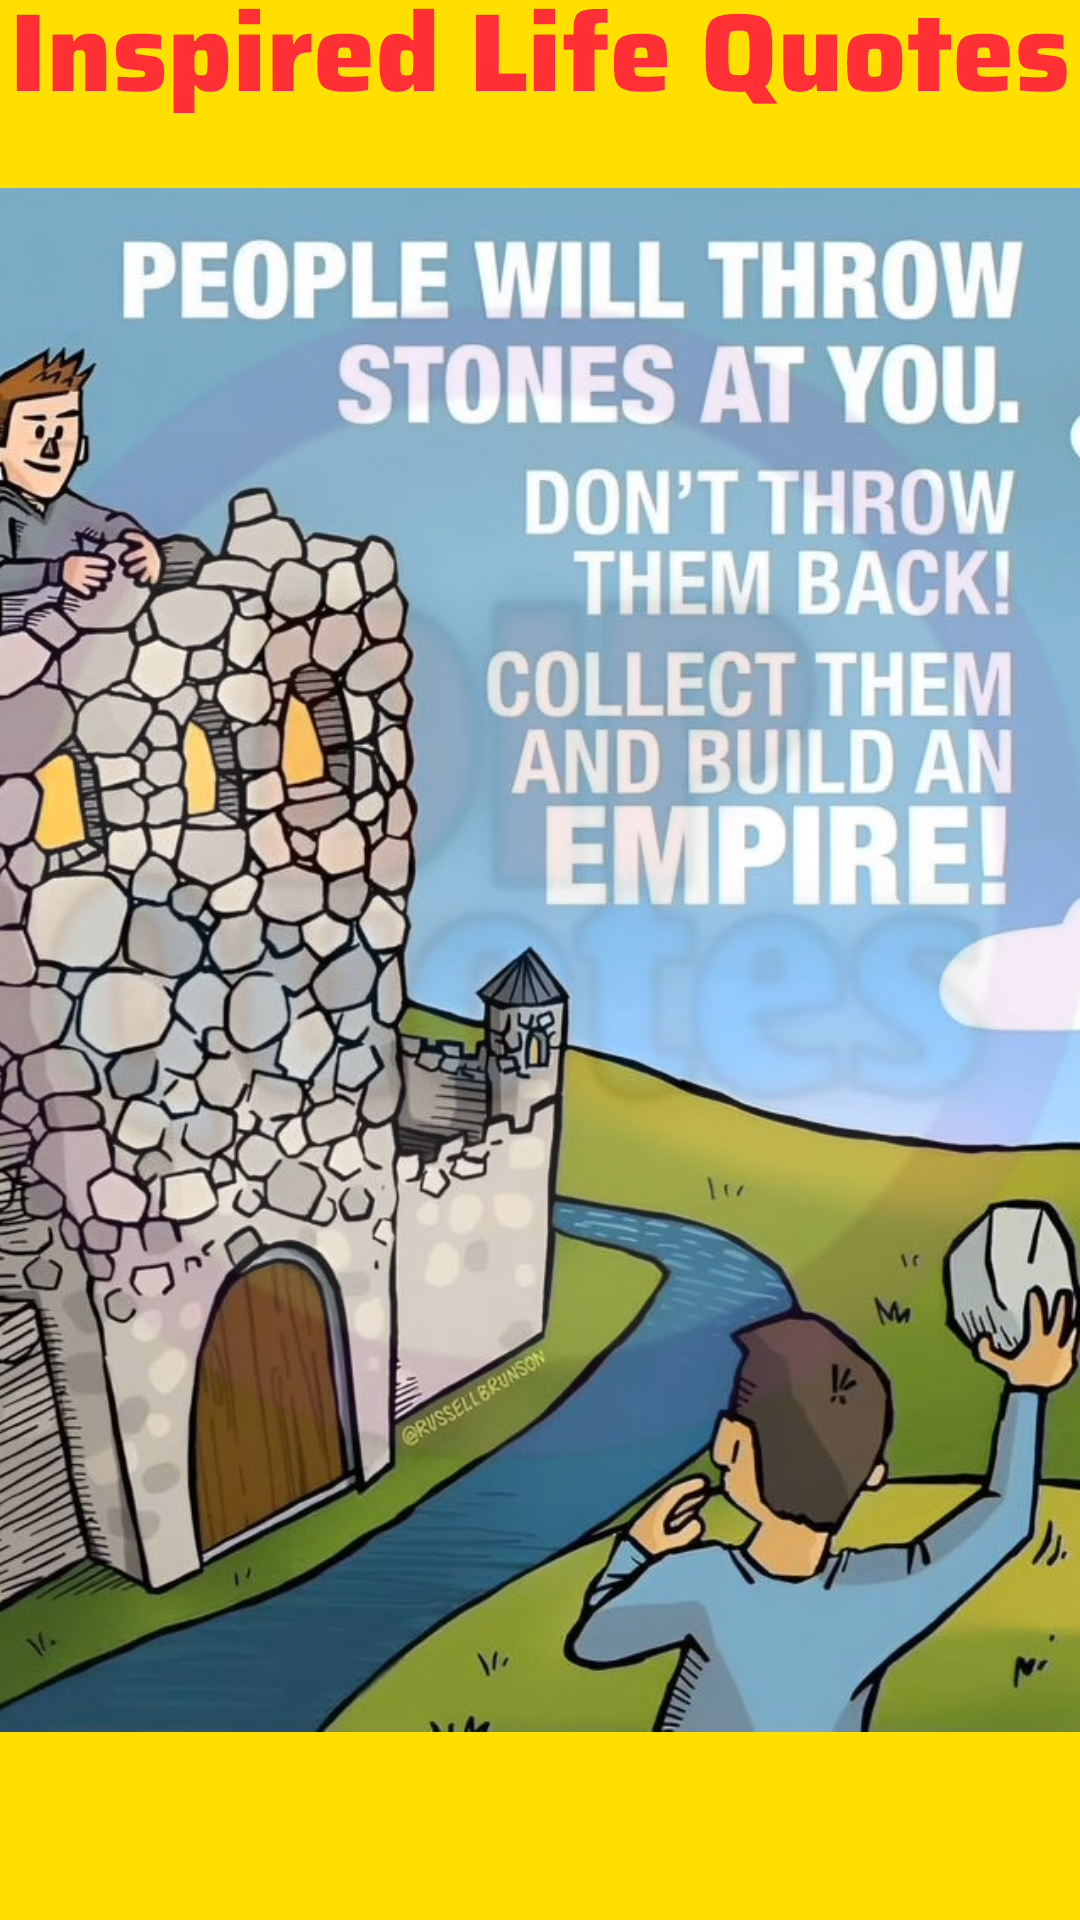 Inspired Life Quotes
PEOPLE WILL THROW
STONES AT YOU.
DON'T THROW
THEM BACK!
COLLECT THEM
AND BUILD AN
EMPIRE!
@RUSSELLBRUNSON